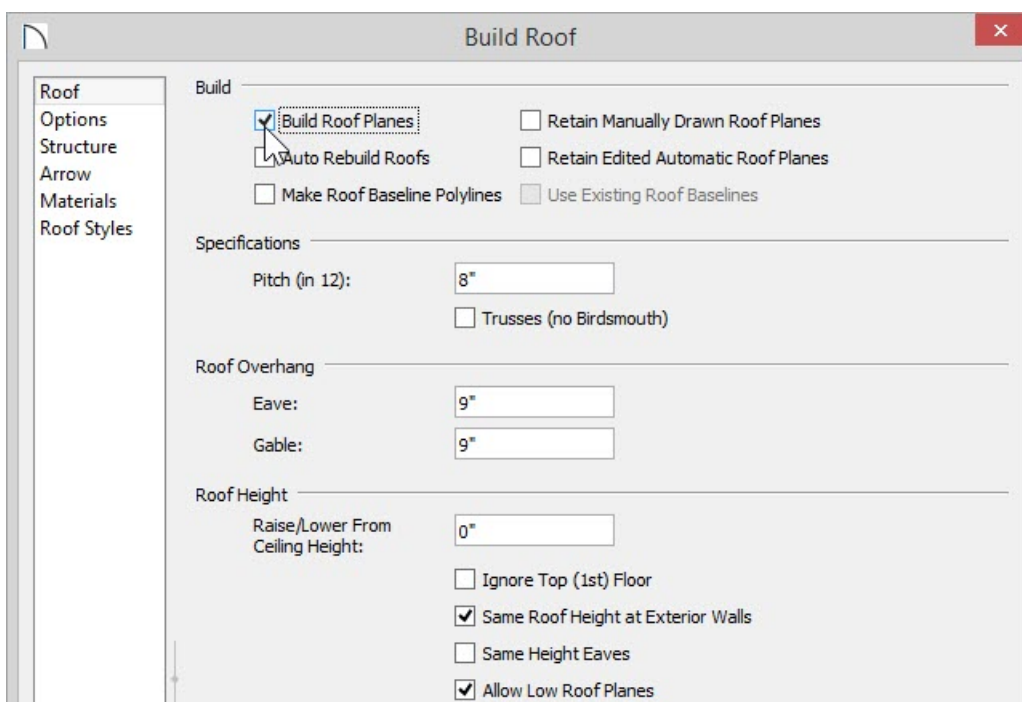 Build Roof
Roof
Options
Structure
Arrow
Materials
Roof Styles
Build
Build Roof Planes
Retain Manually Drawn Roof Planes
Auto Rebuild Roofs
Retain Edited Automatic Roof Planes
Make Roof Baseline Polylines
Use Existing Roof Baselines
Specifications
Pitch (in 12):
8"
Trusses (no Birdsmouth)
Roof Overhang
Eave:
9"
Gable:
9"
Roof Height
Raise/Lower From
Ceiling Height:
0"
Ignore Top (1st) Floor
Same Roof Height at Exterior Walls
Same Height Eaves
Allow Low Roof Planes